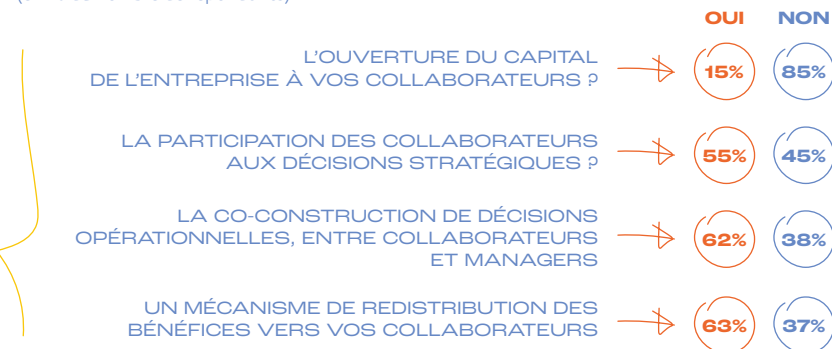 OUI NON
L'OUVERTURE DU CAPITAL
DE L'ENTREPRISE À VOS COLLABORATEURS ?
15% 85%
LA PARTICIPATION DES COLLABORATEURS
AUX DÉCISIONS STRATÉGIQUES ?
55% 45%
LA CO-CONSTRUCTION DE DÉCISIONS
OPÉRATIONNELLES, ENTRE COLLABORATEURS
ET MANAGERS
62% 38%
UN MÉCANISME DE REDISTRIBUTION DES
BÉNÉFICES VERS VOS COLLABORATEURS
63% 37%